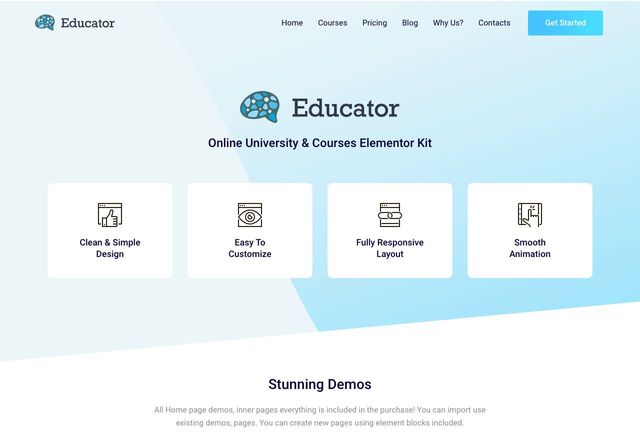 Educator
Home Courses Pricing Blog Why Us? Contacts Get Started
Educator
Online University & Courses Elementor Kit
Clean & Simple
Design
Easy To
Customize
Fully Responsive
Layout
Smooth
Animation
Stunning Demos
All Home page demos, inner pages everything is included in the purchase! You can import use
existing demos, pages. You can create new pages using element blocks included.